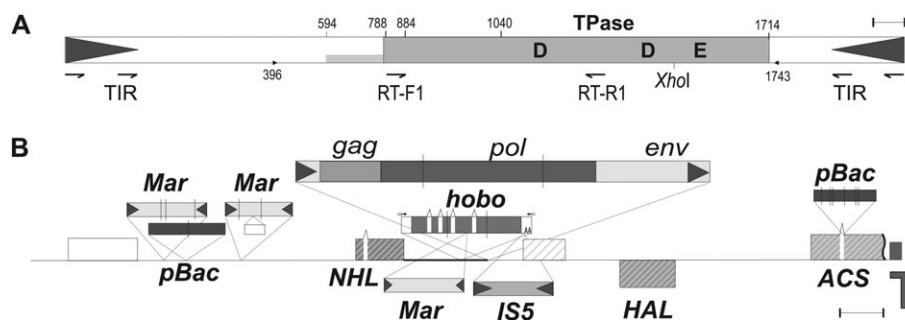 A
594 788 884 1040 TPase 1714
D D E
TIR 396 RT-F1 RT-R1 XhoI 1743 TIR
B
gag pol env
Mar Mar hobo pBac
pBac NHL Mar IS5 HAL ACS